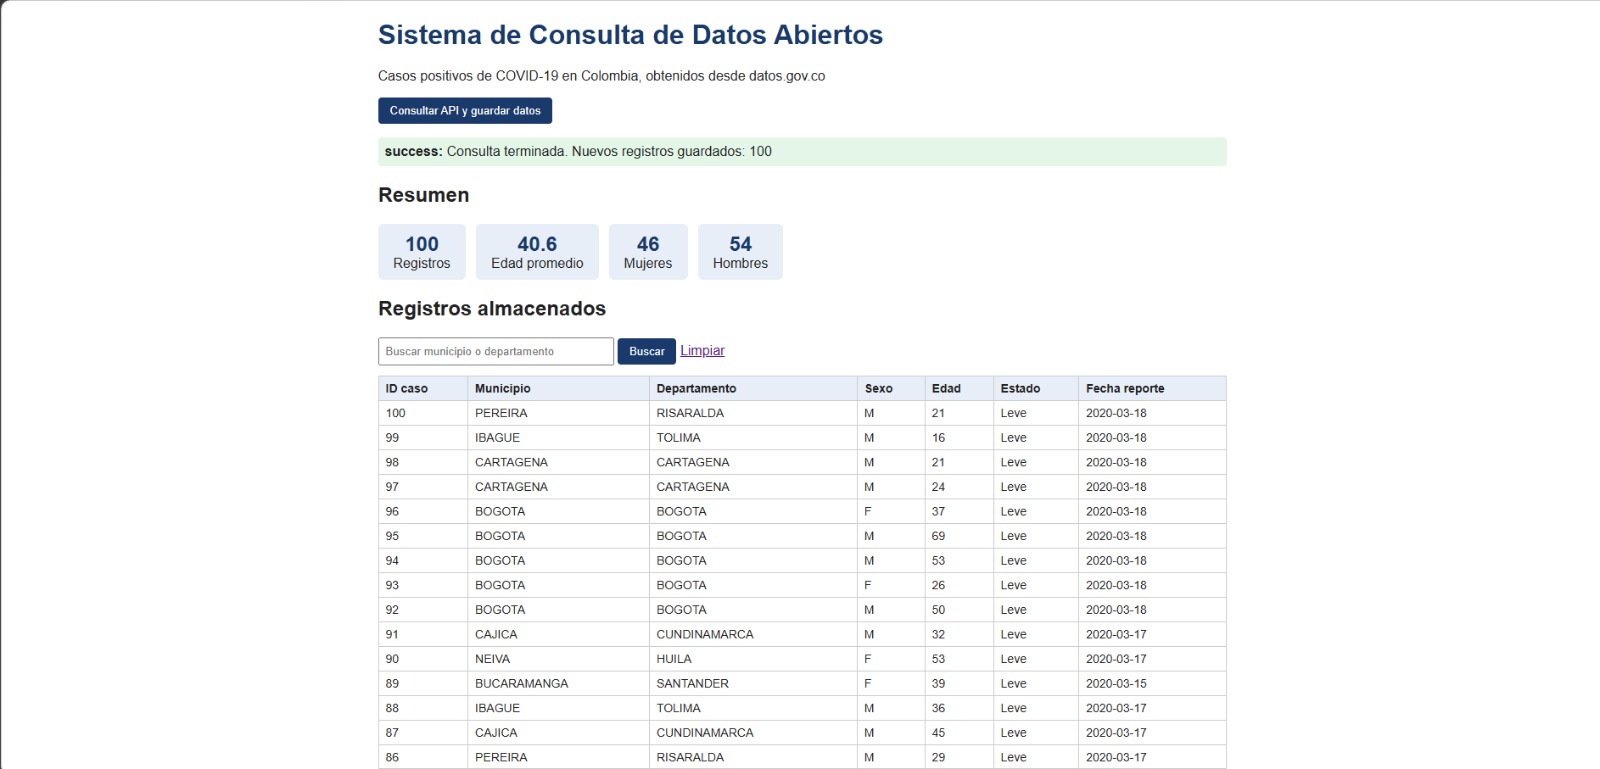 Sistema de Consulta de Datos Abiertos
Casos positivos de COVID-19 en Colombia, obtenidos desde datos.gov.co
Consultar API y guardar datos
success: Consulta terminada. Nuevos registros guardados: 100
Resumen
100 40.6 46 54
Registros Edad promedio Mujeres Hombres
Registros almacenados
Buscar municipio o departamento Buscar Limpiar
ID caso Municipio Departamento Sexo Edad Estado Fecha reporte
100 PEREIRA RISARALDA M 21 Leve 2020-03-18
99 IBAGUE TOLIMA M 16 Leve 2020-03-18
98 CARTAGENA CARTAGENA M 21 Leve 2020-03-18
97 CARTAGENA CARTAGENA M 24 Leve 2020-03-18
96 BOGOTA BOGOTA F 37 Leve 2020-03-18
95 BOGOTA BOGOTA M 69 Leve 2020-03-18
94 BOGOTA BOGOTA M 53 Leve 2020-03-18
93 BOGOTA BOGOTA F 26 Leve 2020-03-18
92 BOGOTA BOGOTA M 50 Leve 2020-03-18
91 CAJICA CUNDINAMARCA M 32 Leve 2020-03-17
90 NEIVA HUILA F 53 Leve 2020-03-17
89 BUCARAMANGA SANTANDER F 39 Leve 2020-03-15
88 IBAGUE TOLIMA M 36 Leve 2020-03-17
87 CAJICA CUNDINAMARCA M 45 Leve 2020-03-17
86 PEREIRA RISARALDA M 29 Leve 2020-03-17